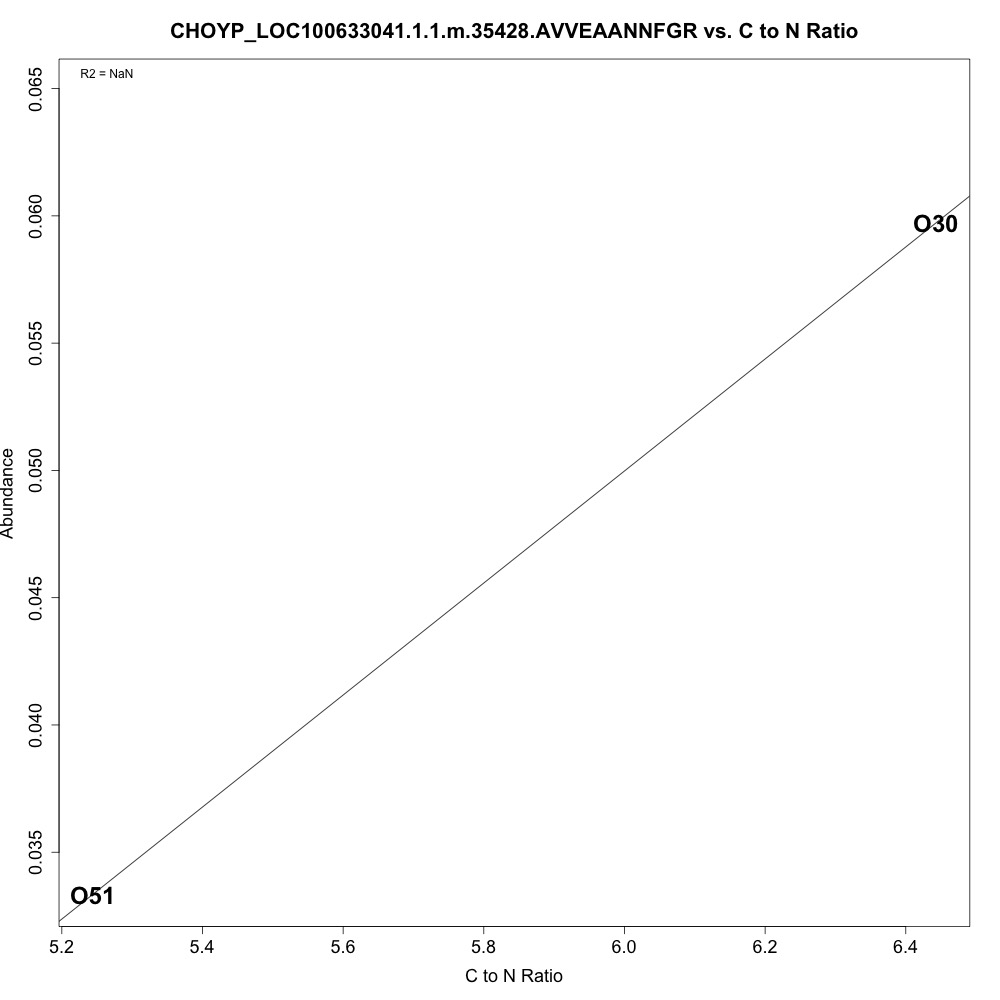 CHOYP_LOC100633041.1.1.m.35428.AVVEAANNFGR vs. C to N Ratio
R2 = NaN
0.065
0.060
0.055
0.050
0.045
0.040
0.035
Abundance
O30
O51
5.2 5.4 5.6 5.8 6.0 6.2 6.4
C to N Ratio